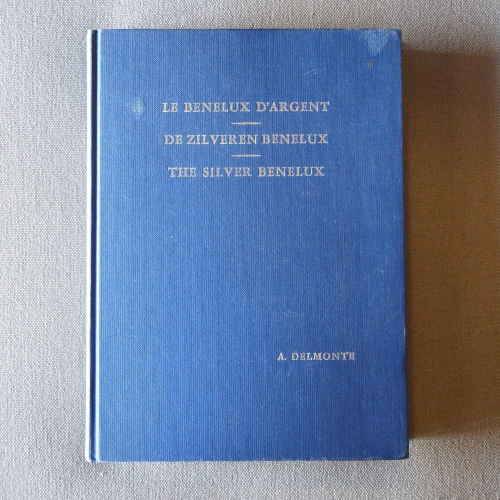 LE BENELUX D'ARGENT
DE ZILVEREN BENELUX
THE SILVER BENELUX
A. DELMONTE